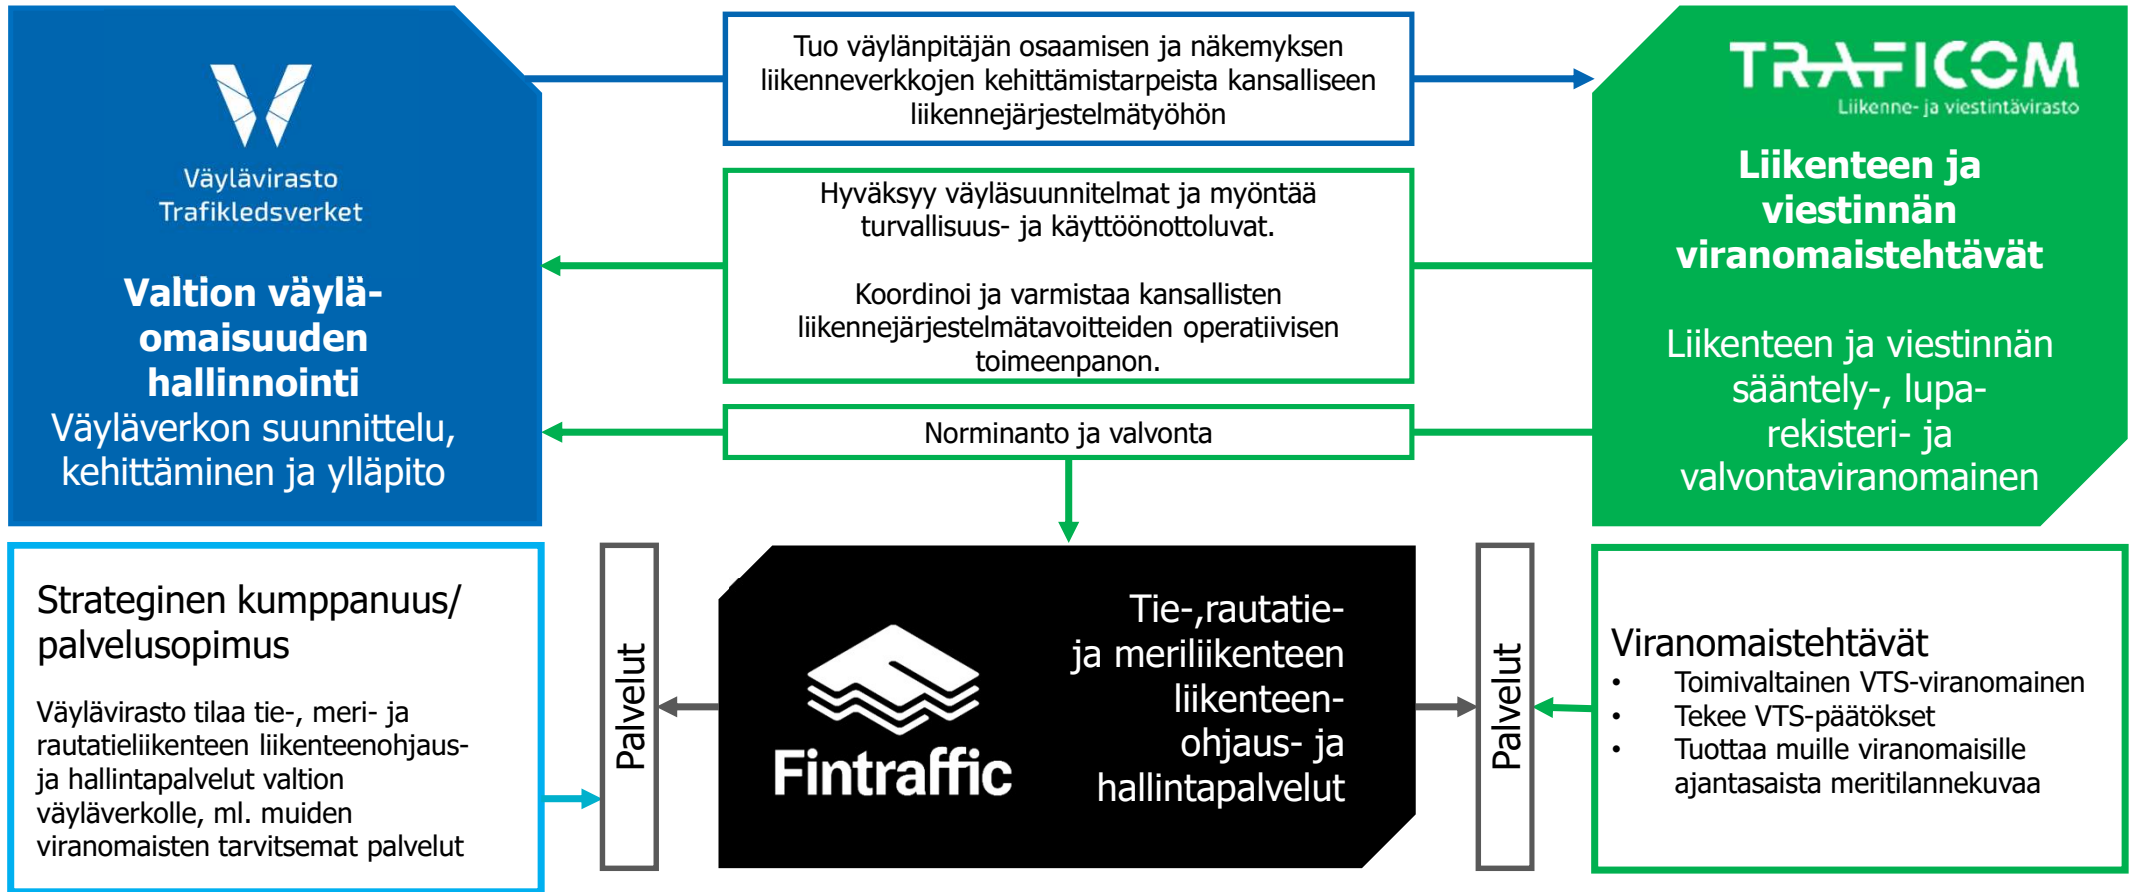 Väylävirasto
Trafikledsverket
Valtion väylä-
omaisuuden
hallinnointi
Väyläverkon suunnittelu,
kehittäminen ja ylläpito
Tuo väylänpitäjän osaamisen ja näkemyksen
liikenneverkkojen kehittämistarpeista kansalliseen
liikennejärjestelmätyöhön
Hyväksyy väyläsuunnitelmat ja myöntää
turvallisuus- ja käyttöönottoluvat.
Koordinoi ja varmistaa kansallisten
liikennejärjestelmätavoitteiden operatiivisen
toimeenpanon.
Norminanto ja valvonta
TRAFICOM
Liikenne- ja viestintävirasto
Liikenteen ja
viestinnän
viranomaistehtävät
Liikenteen ja viestinnän
sääntely-, lupa-
rekisteri- ja
valvontaviranomainen
Strateginen kumppanuus/
palvelusopimus
Väylävirasto tilaa tie-, meri- ja
rautatieliikenteen liikenteenohjaus-
ja hallintapalvelut valtion
väyläverkolle, ml. muiden
viranomaisten tarvitsemat palvelut
Palvelut
Fintraffic
Tie-,rautatie-
ja meriliikenteen
liikenteen-
ohjaus- ja
hallintapalvelut
Palvelut
Viranomaistehtävät
• Toimivaltainen VTS-viranomainen
• Tekee VTS-päätökset
• Tuottaa muille viranomaisille
ajantasaista meritilannekuvaa